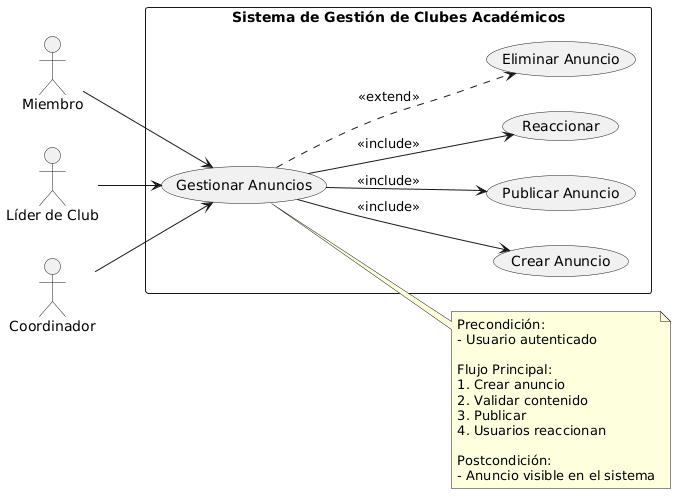 Sistema de Gestión de Clubes Académicos
Miembro
Líder de Club
Coordinador
Gestionar Anuncios
«extend»
Eliminar Anuncio
«include»
Reaccionar
«include»
Publicar Anuncio
«include»
Crear Anuncio
Precondición:
- Usuario autenticado
Flujo Principal:
1. Crear anuncio
2. Validar contenido
3. Publicar
4. Usuarios reaccionan
Postcondición:
- Anuncio visible en el sistema